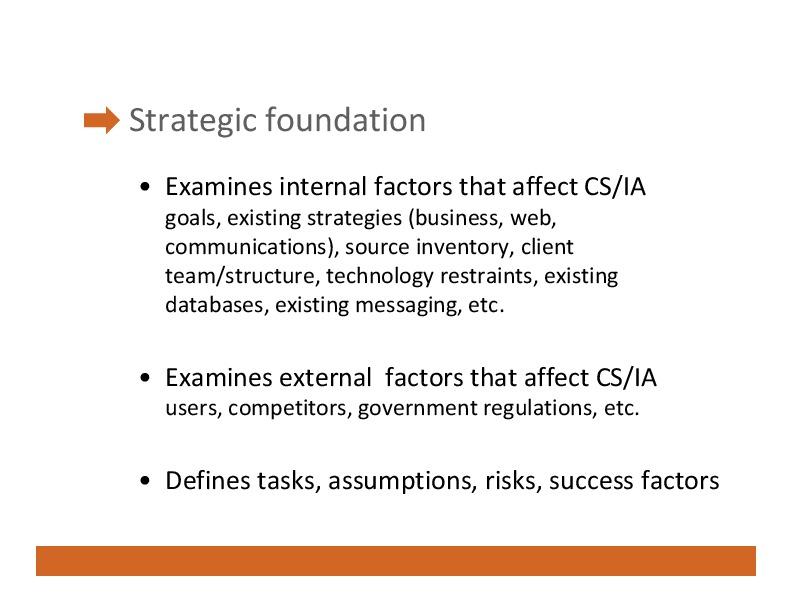 Strategic foundation
• Examines internal factors that affect CS/IA
goals, existing strategies (business, web,
communications), source inventory, client
team/structure, technology restraints, existing
databases, existing messaging, etc.
• Examines external  factors that affect CS/IA
users, competitors, government regulations, etc.
• Defines tasks, assumptions, risks, success factors